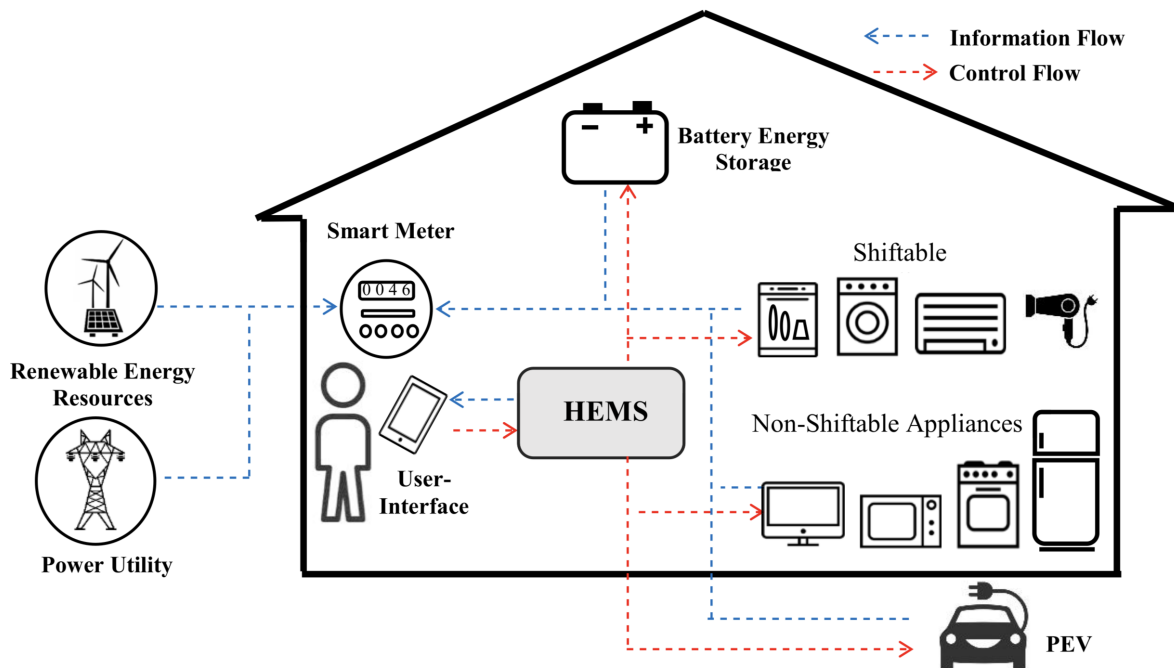 Information Flow
Control Flow
Battery Energy
Storage
Smart Meter
0046
Shiftable
Renewable Energy
Resources
HEMS
Non-Shiftable Appliances
User-
Interface
Power Utility
PEV